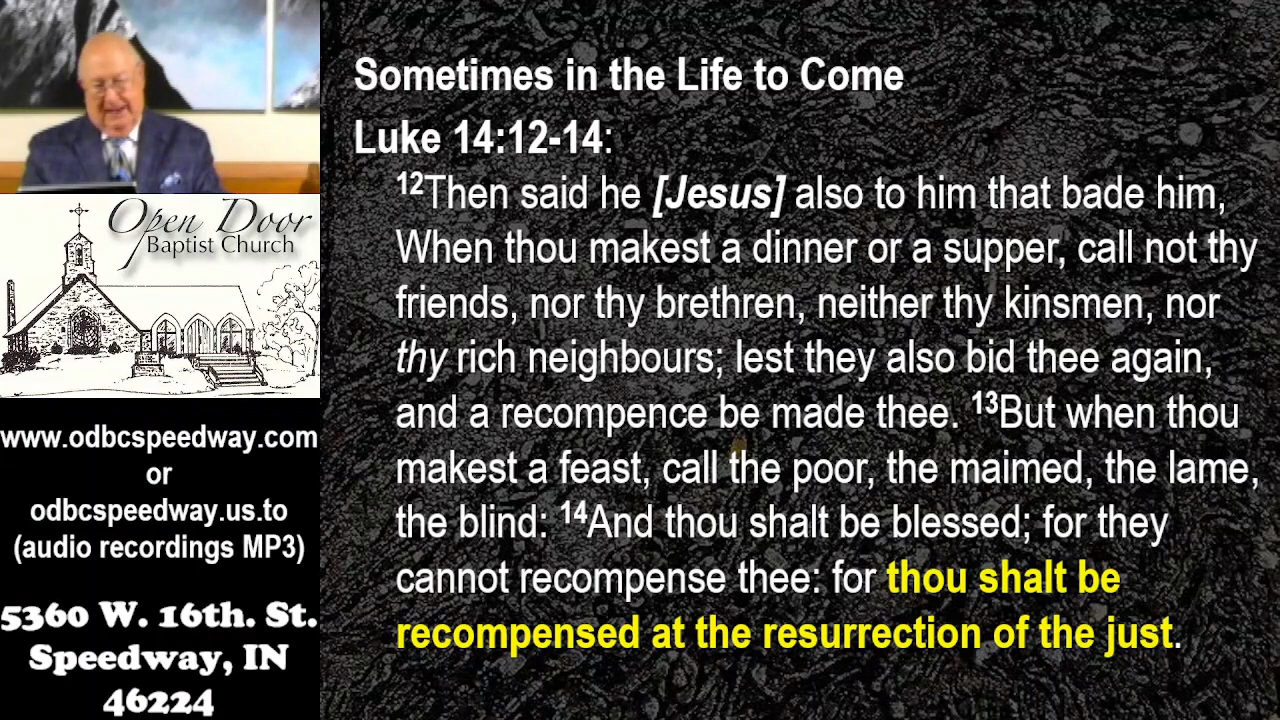 Open Door
Baptist Church
www.odbcspeedway.com
or
odbcspeedway.us.to
(audio recordings MP3)
5360 W. 16th. St.
Speedway, IN
46224
Sometimes in the Life to Come
Luke 14:12-14:
12Then said he [Jesus] also to him that bade him,
When thou makest a dinner or a supper, call not thy
friends, nor thy brethren, neither thy kinsmen, nor
thy rich neighbours; lest they also bid thee again,
and a recompence be made thee. 13But when thou
makest a feast, call the poor, the maimed, the lame,
the blind: 14And thou shalt be blessed; for they
cannot recompense thee: for thou shalt be
recompensed at the resurrection of the just.